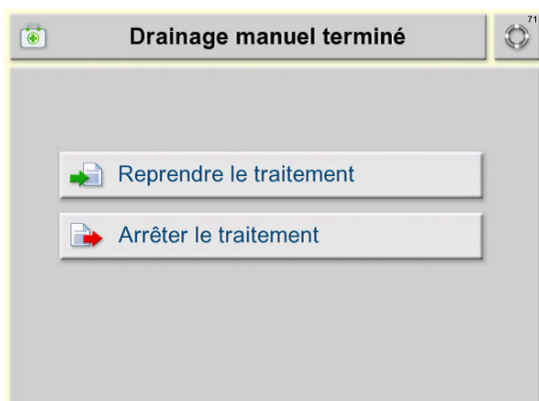 Drainage manuel terminé
71
Reprendre le traitement
Arrêter le traitement